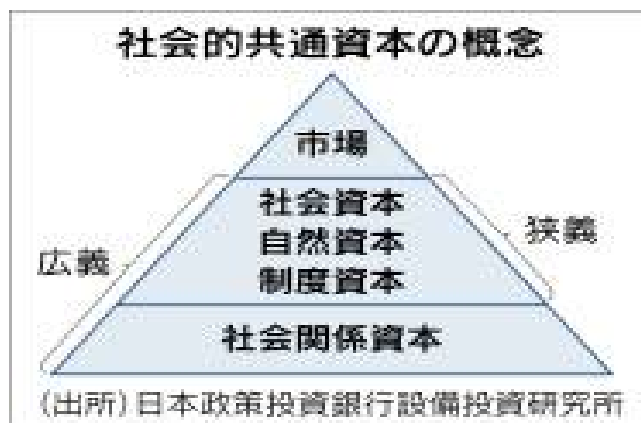 社会的共通資本の概念
市場
社会資本
自然資本
制度資本
広義
狭義
社会関係資本
(出所)日本政策投資銀行設備投資研究所